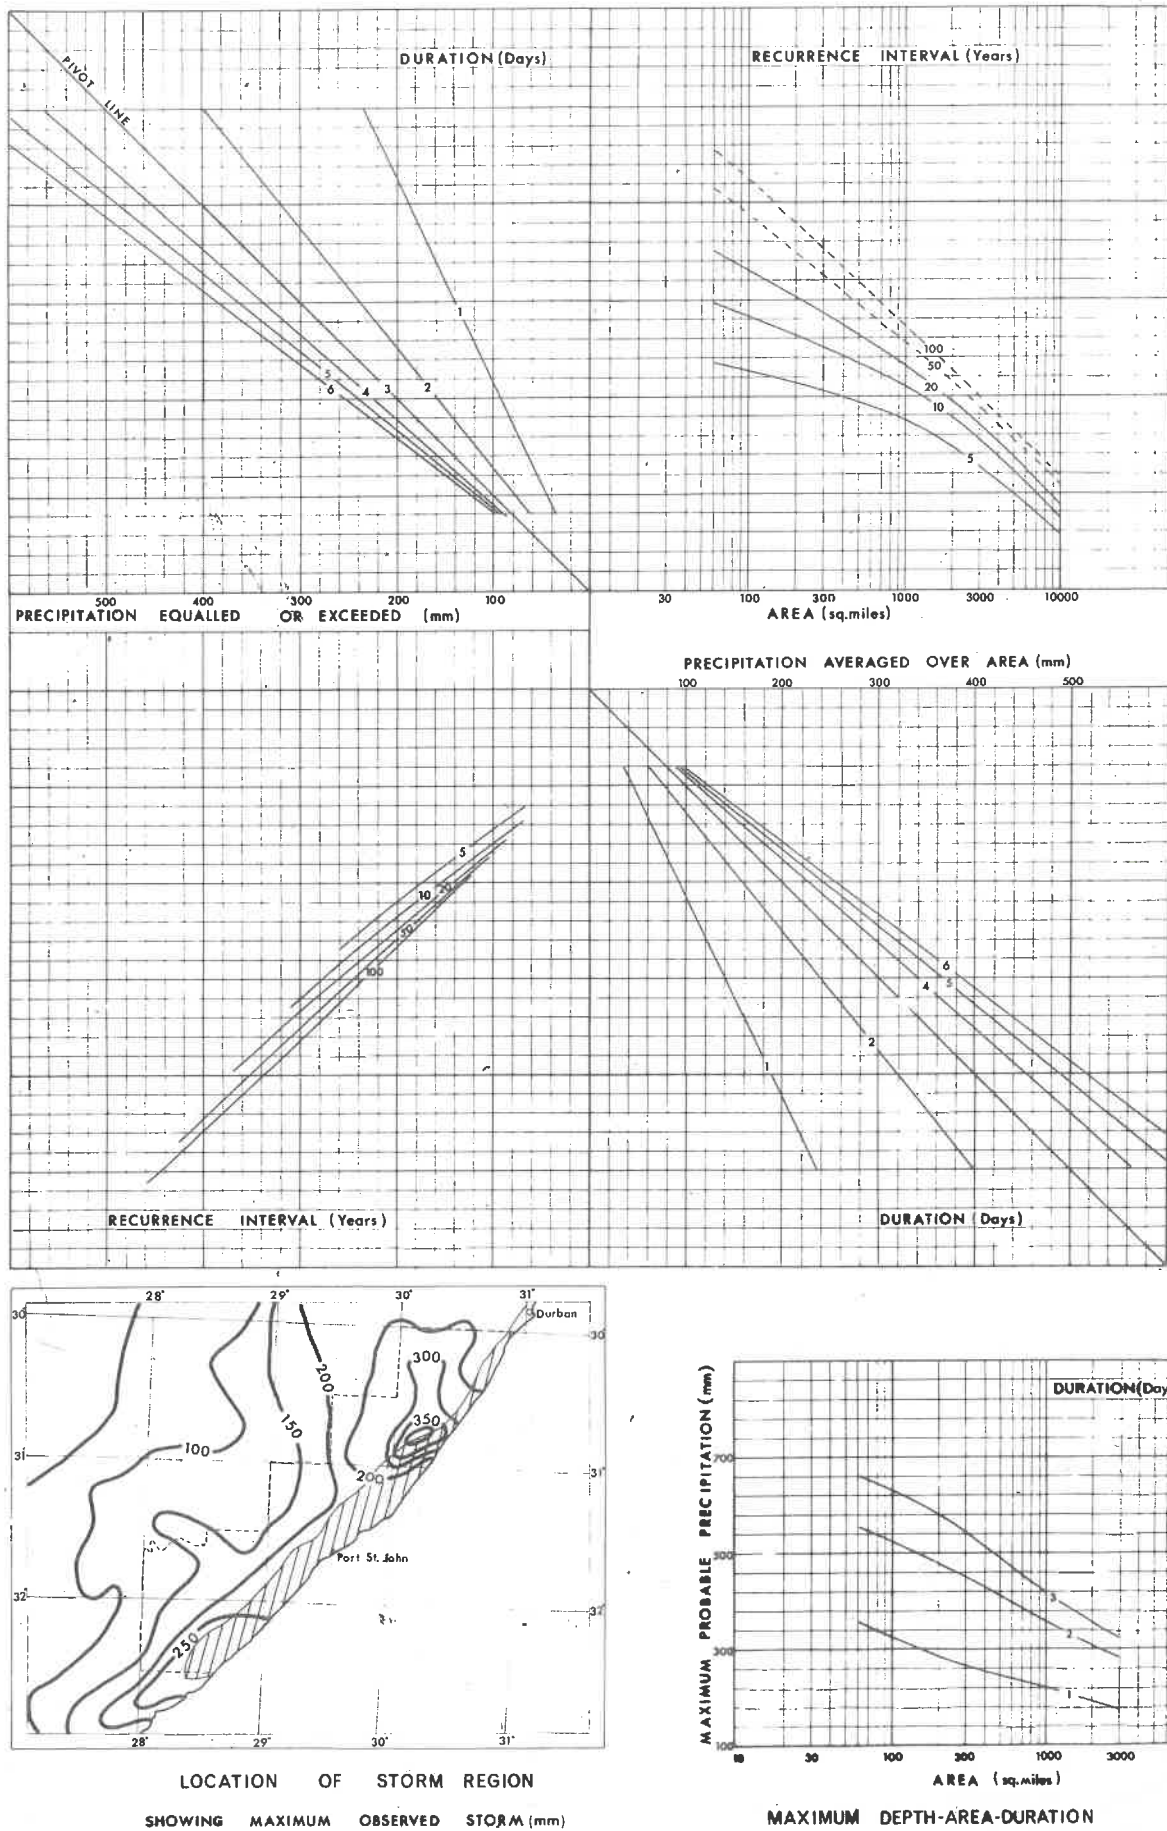 DURATION (Days)
RECURRENCE INTERVAL (Years)
PIVOT LINE
1
2
3
4
5
6
100
50
20
10
5
500 400 300 200 100
30 100 300 1000 3000 10000
PRECIPITATION EQUALLED OR EXCEEDED (mm)
AREA (sq.miles)
PRECIPITATION AVERAGED OVER AREA (mm)
100 200 300 400 500
5
10
20
50
100
6
5
4
2
1
RECURRENCE INTERVAL (Years)
DURATION (Days)
28° 29° 30° 31°
30 Durban 30°
300
200
350
150
100
31° 200 31°
Port St. John
32° 32°
250
28° 29° 30° 31°
LOCATION OF STORM REGION
SHOWING MAXIMUM OBSERVED STORM (mm)
MAXIMUM PROBABLE PRECIPITATION (mm)
DURATION (Day
700
500
300
100
3
2
1
10 30 100 300 1000 3000
AREA (sq.miles)
MAXIMUM DEPTH-AREA-DURATION